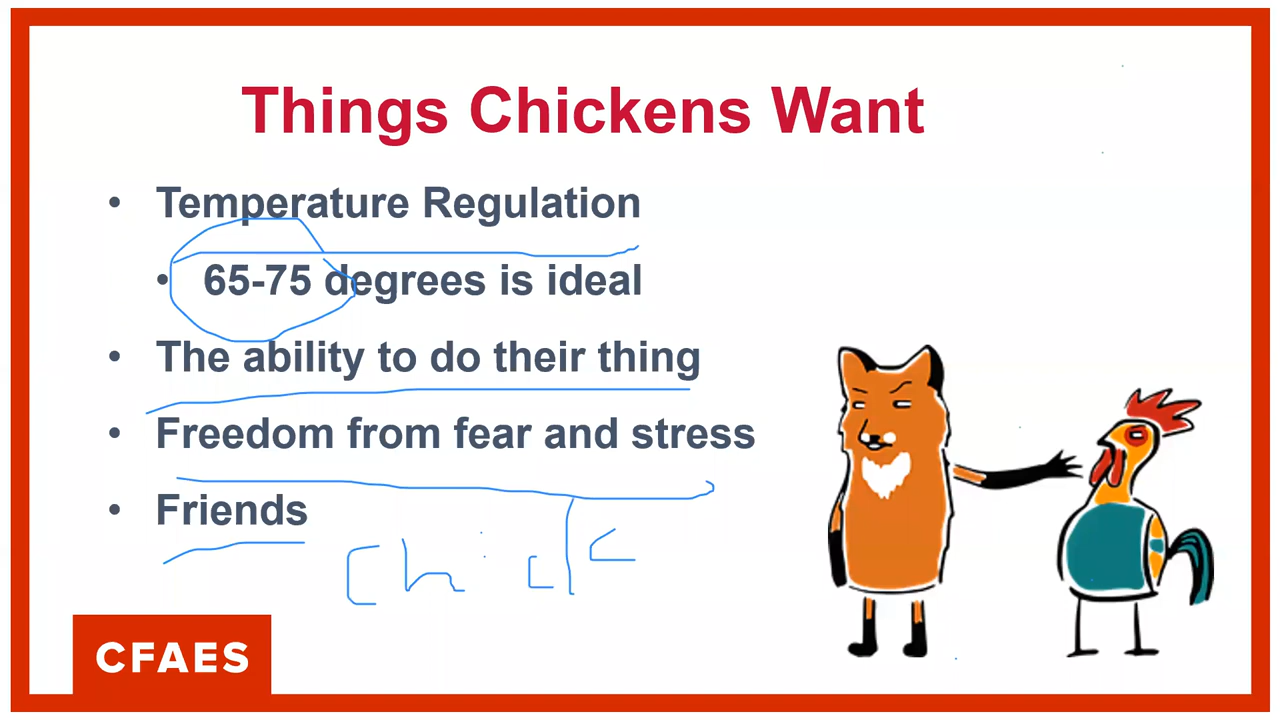 Things Chickens Want
• Temperature Regulation
• 65-75 degrees is ideal
• The ability to do their thing
• Freedom from fear and stress
• Friends
Chick
CFAES